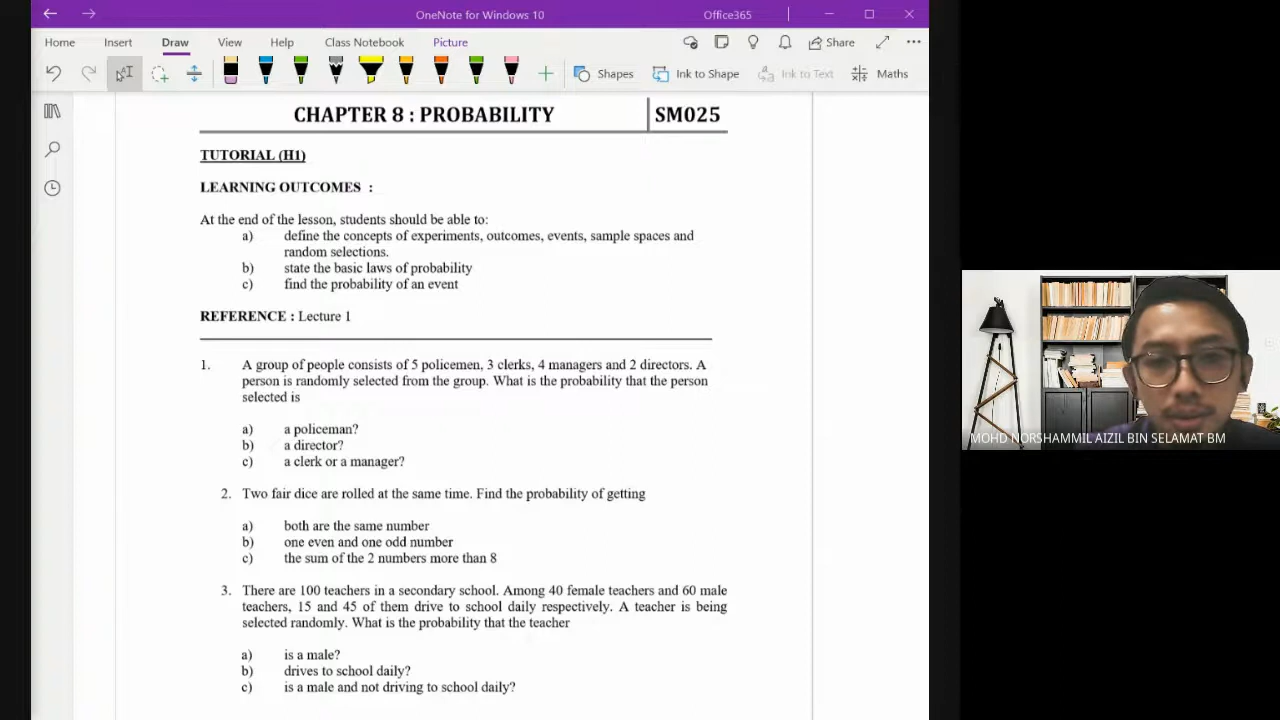 OneNote for Windows 10
Office365
Home Insert Draw View Help Class Notebook Picture
Share
Shapes Ink to Shape Ink to Text Maths
CHAPTER 8 : PROBABILITY SM025
TUTORIAL (H1)
LEARNING OUTCOMES :
At the end of the lesson, students should be able to:
a) define the concepts of experiments, outcomes, events, sample spaces and
random selections.
b) state the basic laws of probability
c) find the probability of an event
REFERENCE : Lecture 1
1. A group of people consists of 5 policemen, 3 clerks, 4 managers and 2 directors. A
person is randomly selected from the group. What is the probability that the person
selected is
a) a policeman?
b) a director?
c) a clerk or a manager?
2. Two fair dice are rolled at the same time. Find the probability of getting
a) both are the same number
b) one even and one odd number
c) the sum of the 2 numbers more than 8
3. There are 100 teachers in a secondary school. Among 40 female teachers and 60 male
teachers, 15 and 45 of them drive to school daily respectively. A teacher is being
selected randomly. What is the probability that the teacher
a) is a male?
b) drives to school daily?
c) is a male and not driving to school daily?
MOHD NORSHAMMIL AIZIL BIN SELAMAT BM